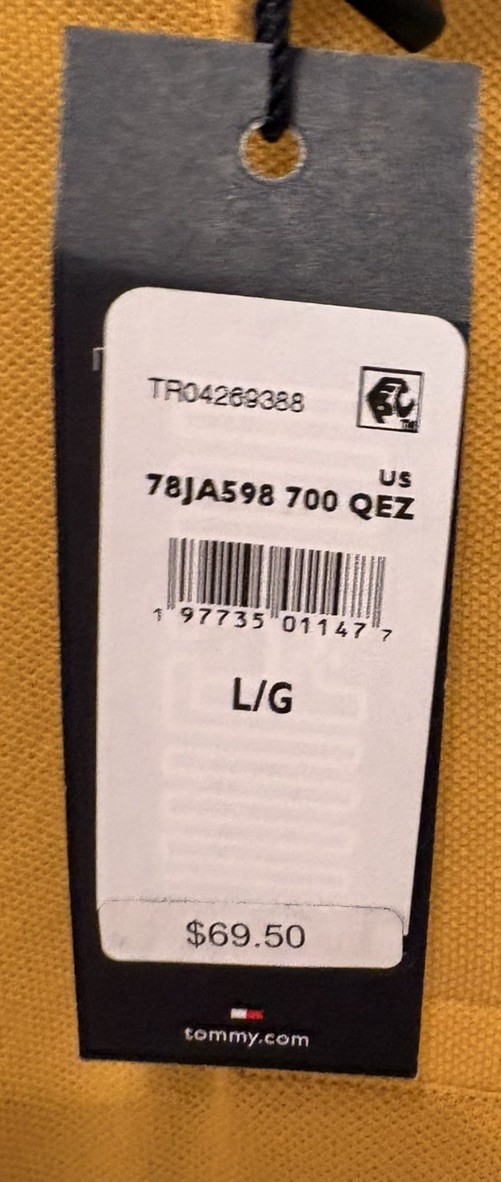 TR04269388
US
78JA598 700 QEZ
1 97735 01147 7
L/G
$69.50
tommy.com